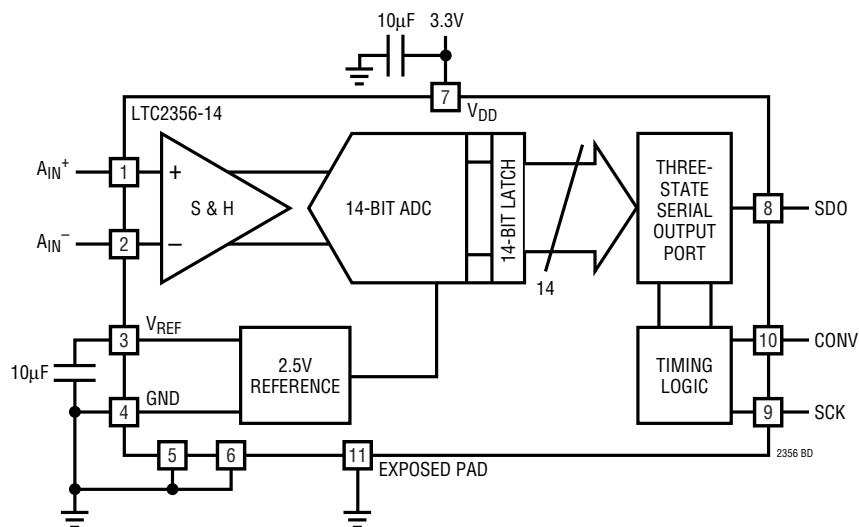 10μF 3.3V
LTC2356-14
7
VDD
AIN+
1
+
S & H
14-BIT ADC
14-BIT LATCH
THREE-
STATE
SERIAL
OUTPUT
PORT
8
SDO
AIN–
2
–
14
3
VREF
10μF
2.5V
REFERENCE
TIMING
LOGIC
10
CONV
4
GND
9
SCK
5
6
11
EXPOSED PAD
2356 BD